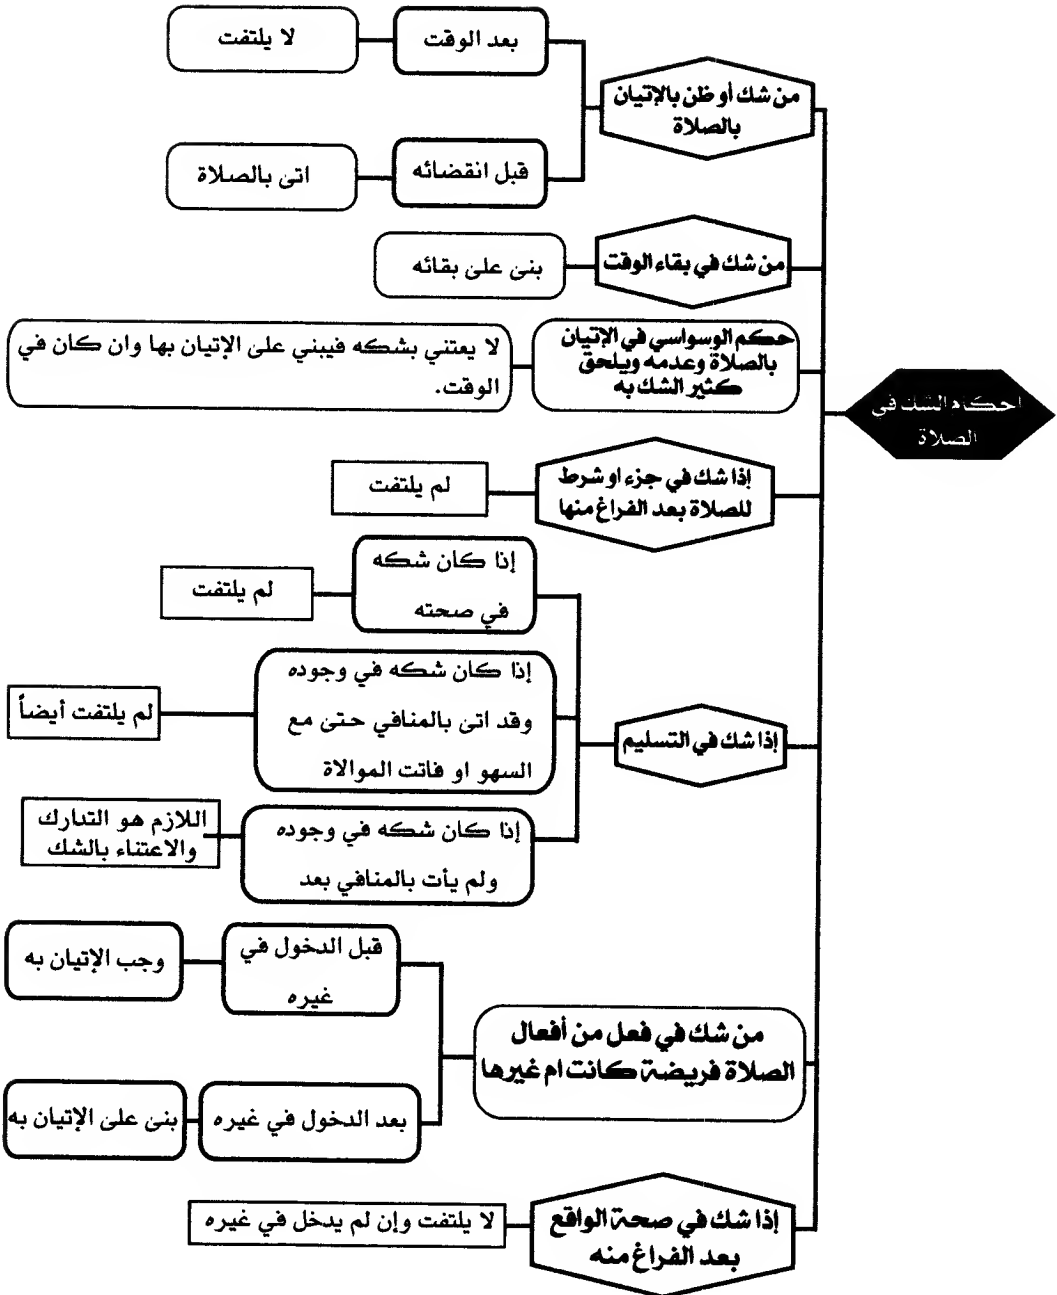 احكام الشك في
الصلاة
من شك أو ظن بالإتيان
بالصلاة
بعد الوقت
لا يلتفت
قبل انقضائه
اتى بالصلاة
من شك في بقاء الوقت
بنى على بقائه
حكم الوسواسي في الإتيان
بالصلاة وعدمه ويلحق
كثير الشك به
لا يعتني بشكه فيبني على الإتيان بها وان كان في
الوقت.
إذا شك في جزء او شرط
للصلاة بعد الفراغ منها
لم يلتفت
إذا شك في التسليم
إذا كان شكه
في صحته
لم يلتفت
إذا كان شكه في وجوده
وقد اتى بالمنافي حتى مع
السهو او فاتت الموالاة
لم يلتفت أيضاً
إذا كان شكه في وجوده
ولم يأت بالمنافي بعد
اللازم هو التدارك
والاعتناء بالشك
من شك في فعل من أفعال
الصلاة فريضة كانت ام غيرها
قبل الدخول في
غيره
وجب الإتيان به
بعد الدخول في غيره
بنى على الإتيان به
إذا شك في صحة الواقع
بعد الفراغ منه
لا يلتفت وإن لم يدخل في غيره